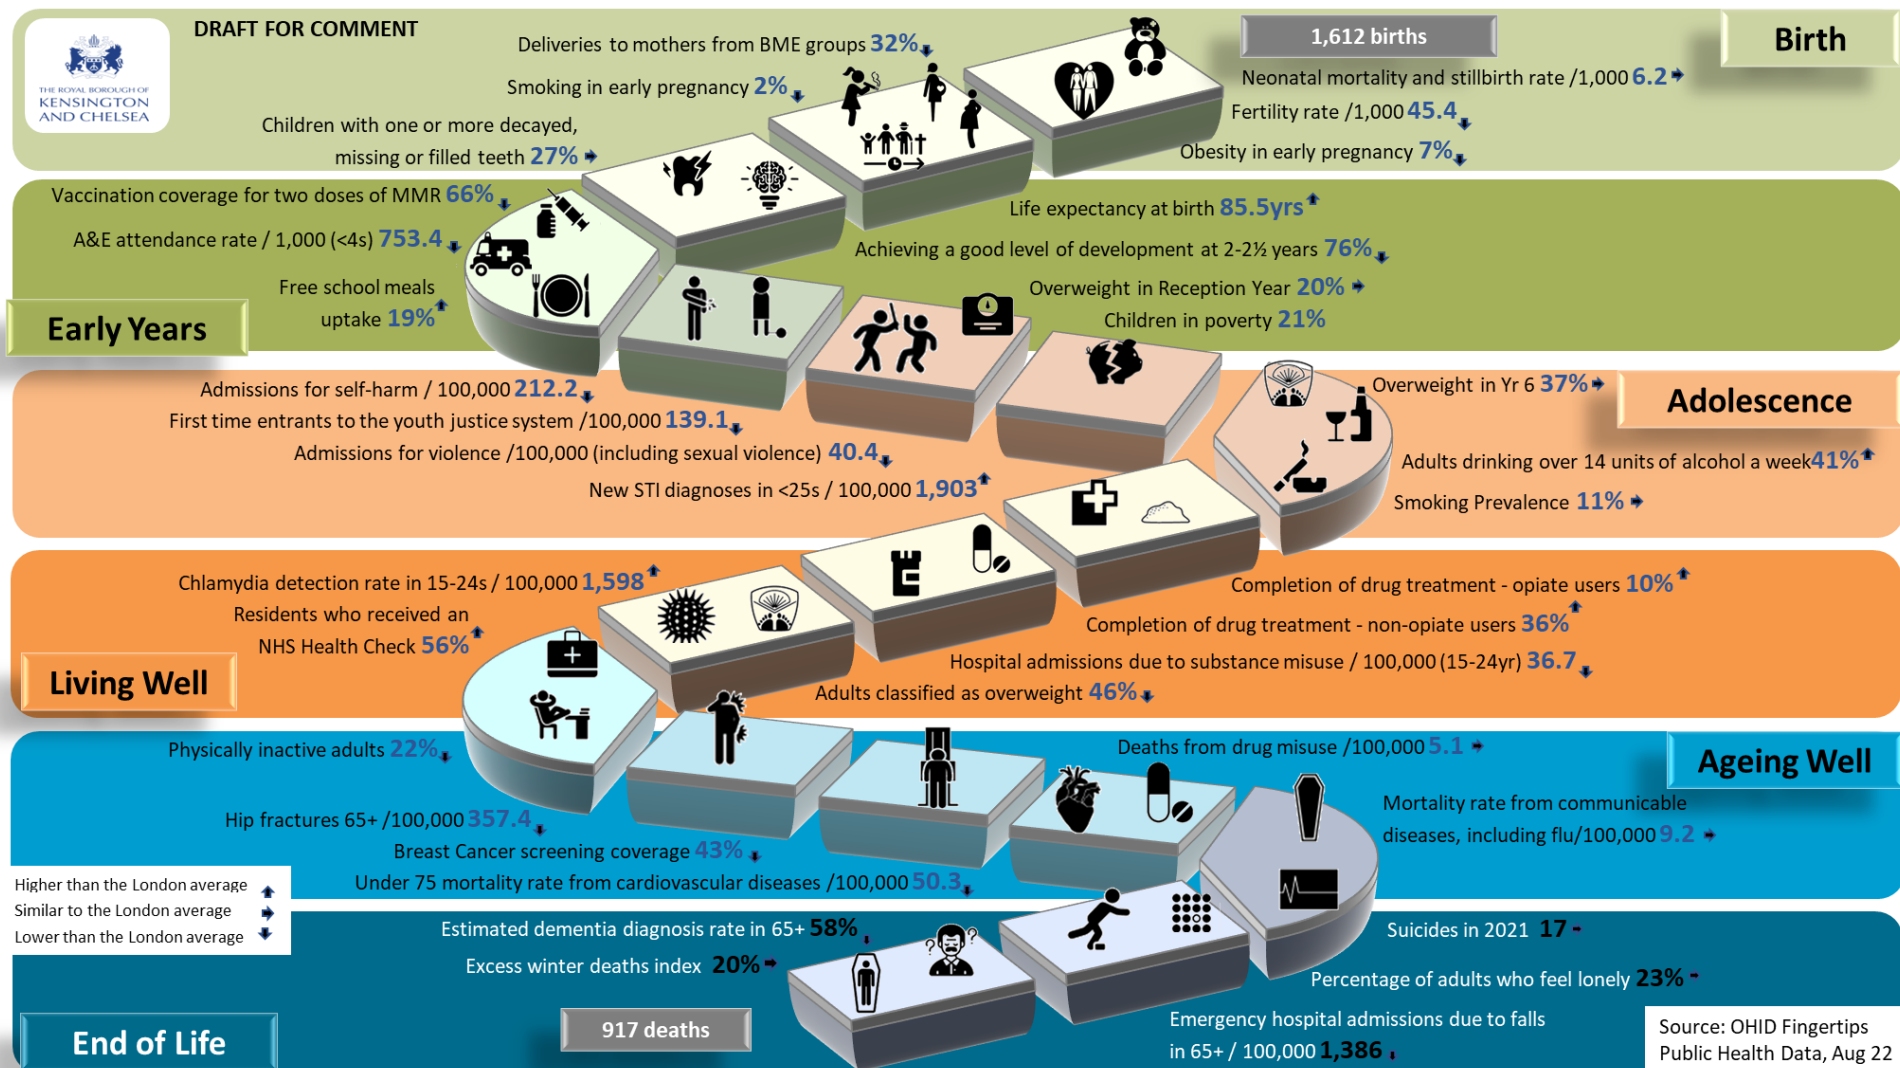 THE ROYAL BOROUGH OF
KENSINGTON
AND CHELSEA
DRAFT FOR COMMENT
Deliveries to mothers from BME groups 32%
Smoking in early pregnancy 2%
Children with one or more decayed,
missing or filled teeth 27%
1,612 births
Birth
Neonatal mortality and stillbirth rate /1,000 6.2
Fertility rate /1,000 45.4
Obesity in early pregnancy 7%
Vaccination coverage for two doses of MMR 66%
A&E attendance rate / 1,000 (<4s) 753.4
Free school meals
uptake 19%
Early Years
Life expectancy at birth 85.5yrs
Achieving a good level of development at 2-2½ years 76%
Overweight in Reception Year 20%
Children in poverty 21%
Admissions for self-harm / 100,000 212.2
First time entrants to the youth justice system /100,000 139.1
Admissions for violence /100,000 (including sexual violence) 40.4
New STI diagnoses in <25s / 100,000 1,903
Overweight in Yr 6 37%
Adolescence
Adults drinking over 14 units of alcohol a week41%
Smoking Prevalence 11%
Chlamydia detection rate in 15-24s / 100,000 1,598
Residents who received an
NHS Health Check 56%
Living Well
Completion of drug treatment - opiate users 10%
Completion of drug treatment - non-opiate users 36%
Hospital admissions due to substance misuse / 100,000 (15-24yr) 36.7
Adults classified as overweight 46%
Physically inactive adults 22%
Hip fractures 65+ /100,000 357.4
Breast Cancer screening coverage 43%
Under 75 mortality rate from cardiovascular diseases /100,000 50.3
Deaths from drug misuse /100,000 5.1
Ageing Well
Mortality rate from communicable
diseases, including flu/100,000 9.2
Higher than the London average
Similar to the London average
Lower than the London average
Estimated dementia diagnosis rate in 65+ 58%
Excess winter deaths index 20%
917 deaths
End of Life
Suicides in 2021 17
Percentage of adults who feel lonely 23%
Emergency hospital admissions due to falls
in 65+ / 100,000 1,386
Source: OHID Fingertips
Public Health Data, Aug 22